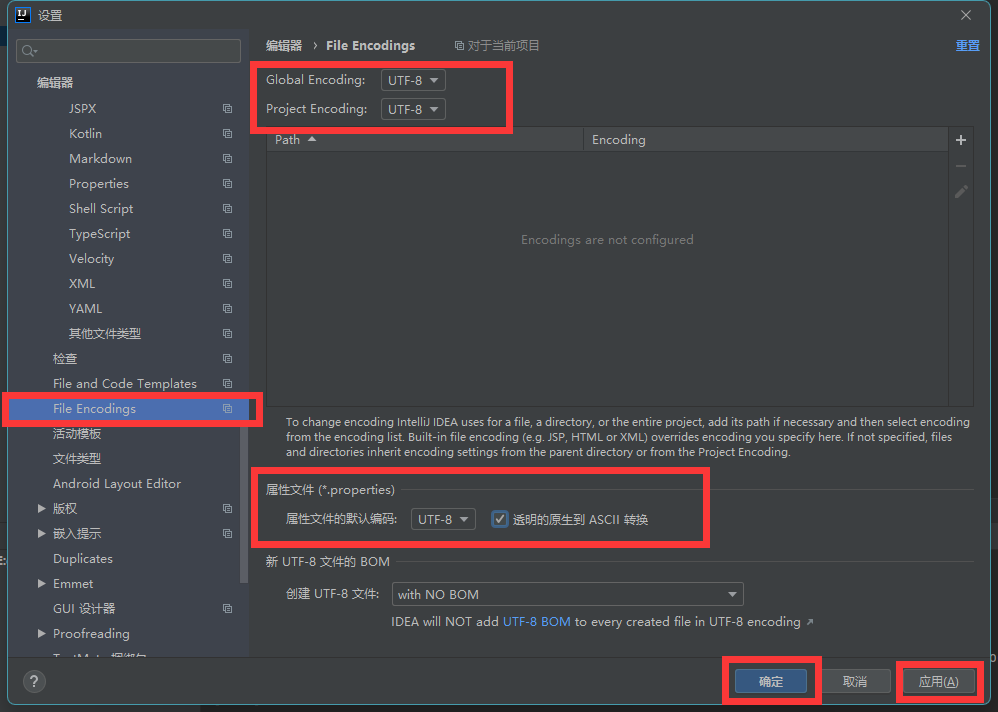 设置
编辑器
JSPX
Kotlin
Markdown
Properties
Shell Script
TypeScript
Velocity
XML
YAML
其他文件类型
检查
File and Code Templates
File Encodings
活动模板
文件类型
Android Layout Editor
版权
嵌入提示
Duplicates
Emmet
GUI 设计器
Proofreading
编辑器 › File Encodings 对于当前项目 重置
Global Encoding: UTF-8
Project Encoding: UTF-8
Path Encoding
Encodings are not configured
To change encoding IntelliJ IDEA uses for a file, a directory, or the entire project, add its path if necessary and then select encoding
from the encoding list. Built-in file encoding (e.g. JSP, HTML or XML) overrides encoding you specify here. If not specified, files
and directories inherit encoding settings from the parent directory or from the Project Encoding.
属性文件 (*.properties)
属性文件的默认编码: UTF-8 透明的原生到 ASCII 转换
新 UTF-8 文件的 BOM
创建 UTF-8 文件: with NO BOM
IDEA will NOT add UTF-8 BOM to every created file in UTF-8 encoding ↗
? 确定 取消 应用(A)